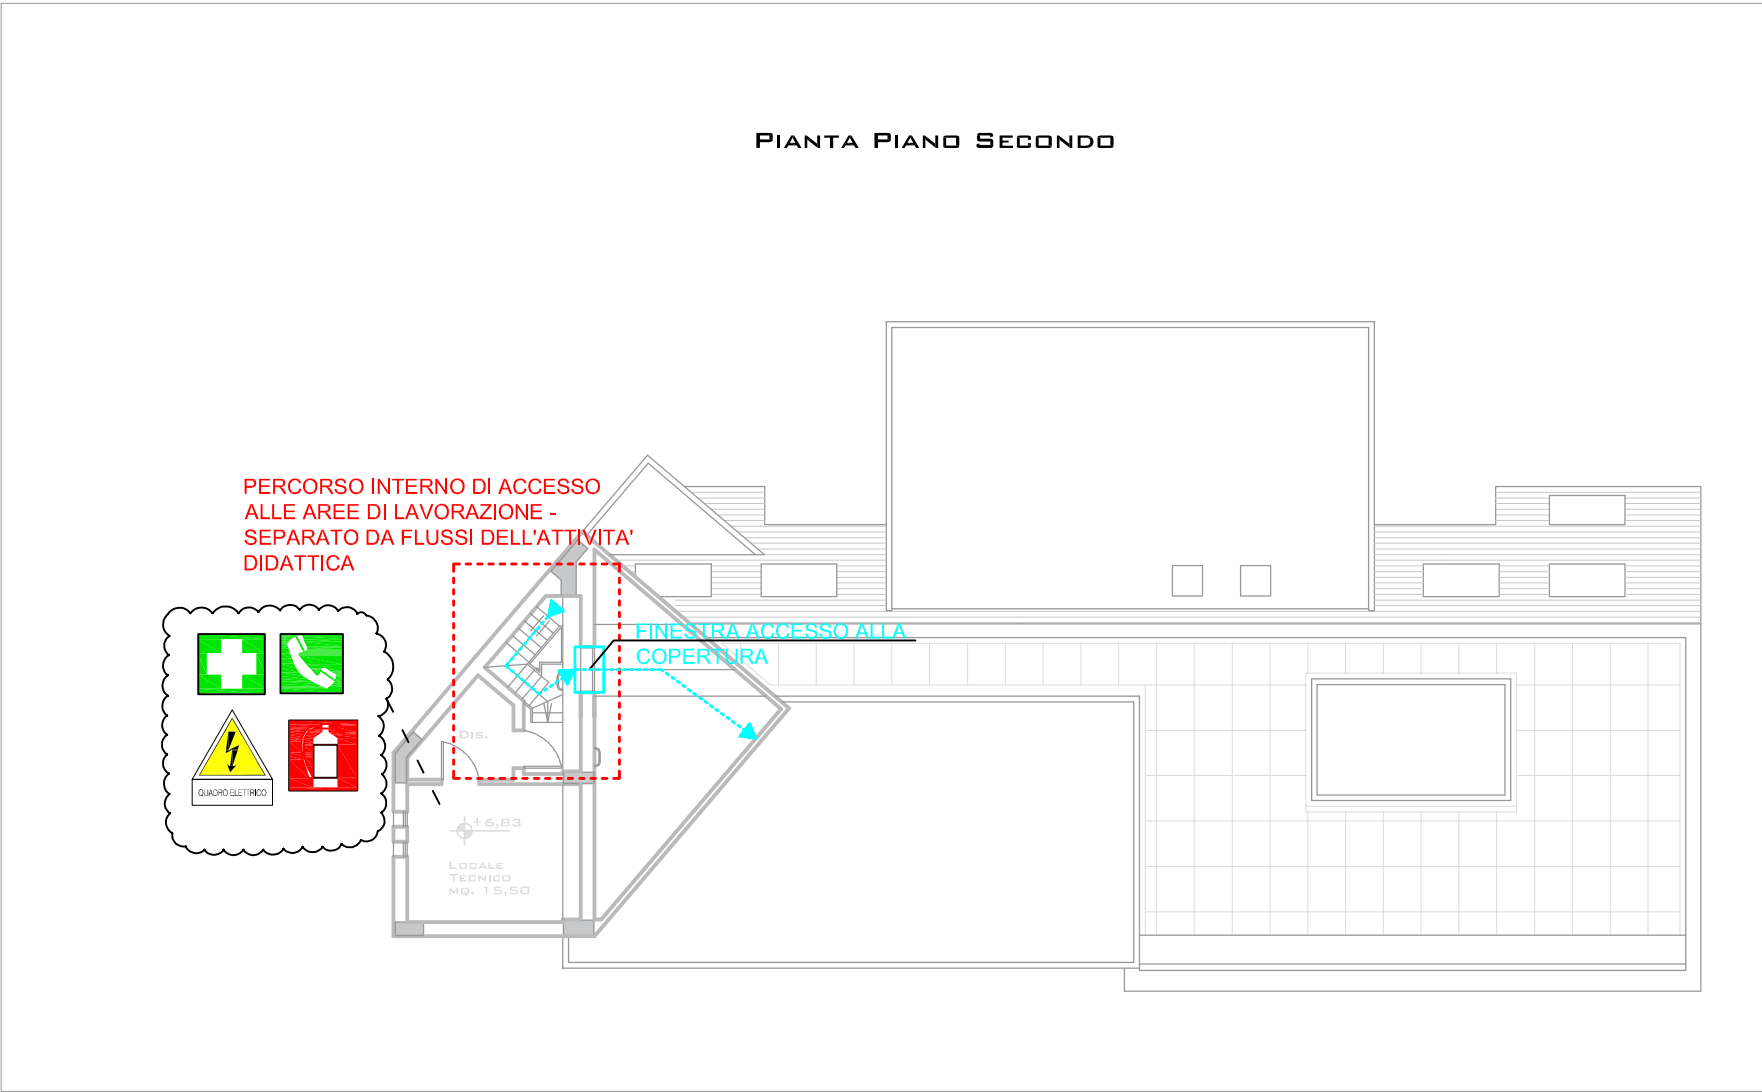 PIANTA PIANO SECONDO
PERCORSO INTERNO DI ACCESSO
ALLE AREE DI LAVORAZIONE -
SEPARATO DA FLUSSI DELL'ATTIVITA'
DIDATTICA
FINESTRA ACCESSO ALLA
COPERTURA
DIS.
QUADRO ELETTRICO
+6,83
LOCALE
TECNICO
MQ. 15,50